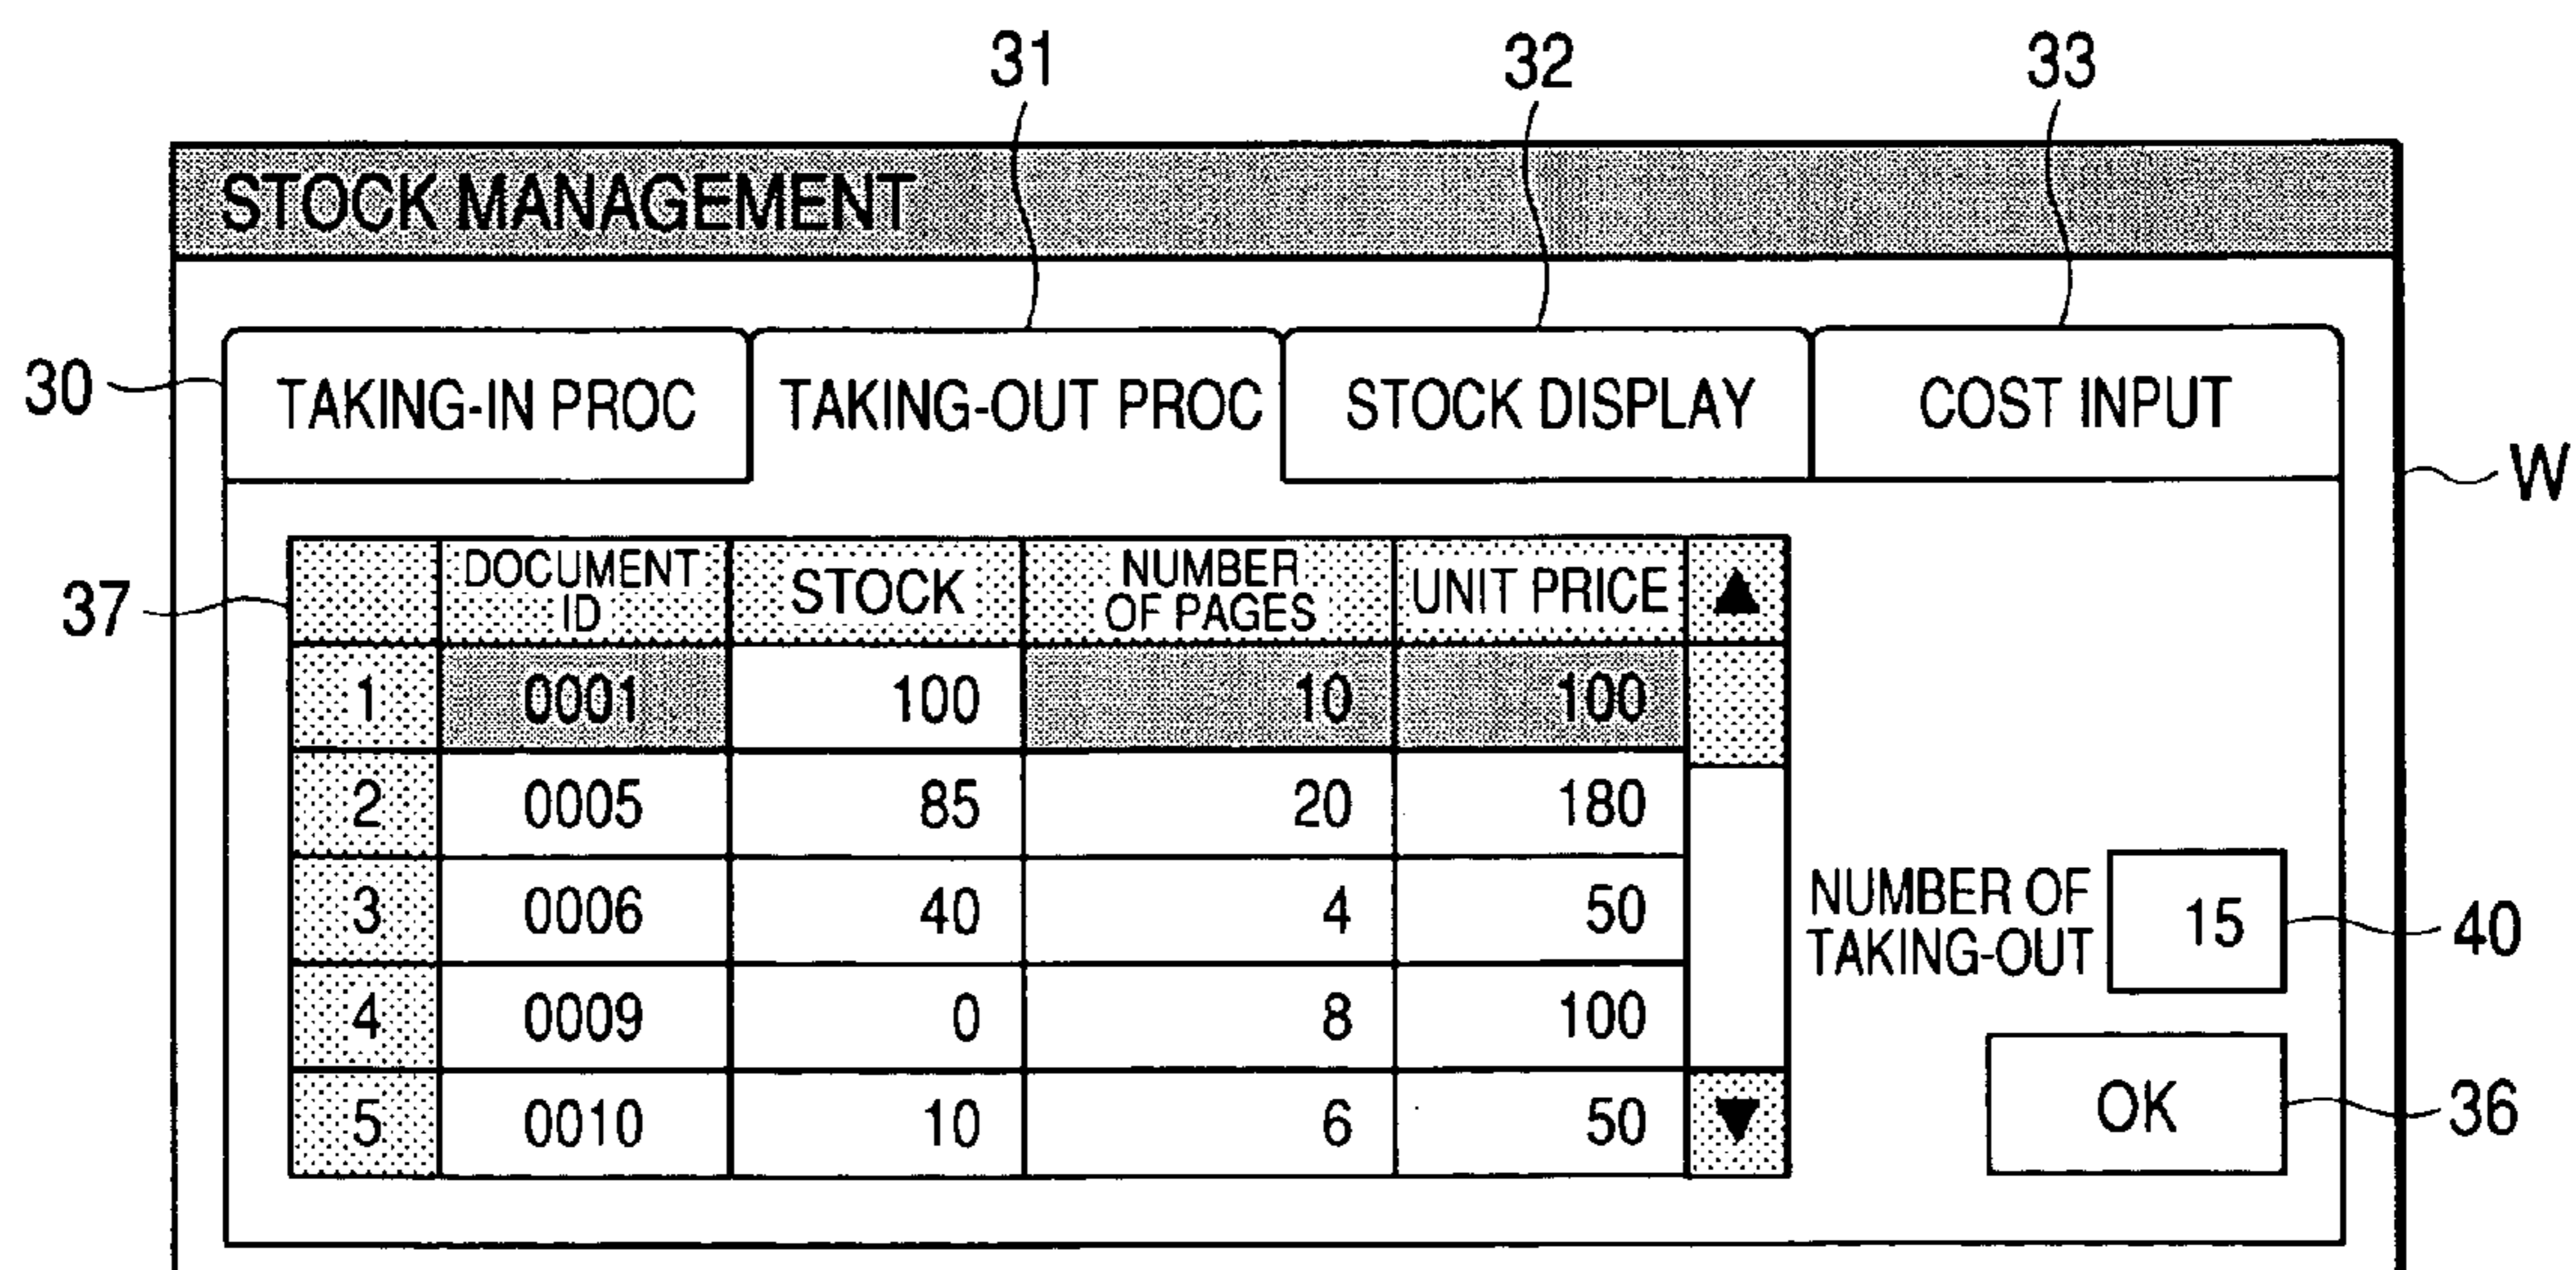 31 32 33
STOCK MANAGEMENT
30 TAKING-IN PROC TAKING-OUT PROC STOCK DISPLAY COST INPUT
W
37
DOCUMENT ID STOCK NUMBER OF PAGES UNIT PRICE ▲
1 0001 100 10 100
2 0005 85 20 180
3 0006 40 4 50
4 0009 0 8 100
5 0010 10 6 50 ▼
NUMBER OF
TAKING-OUT
15 40
OK 36